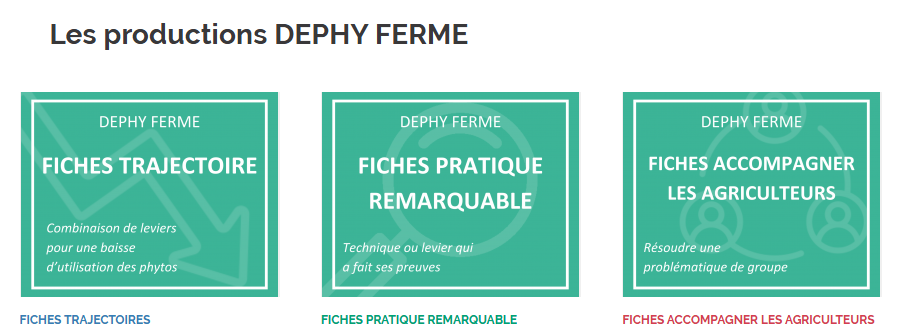 Les productions DEPHY FERME
DEPHY FERME
FICHES TRAJECTOIRE
Combinaison de leviers
pour une baisse
d'utilisation des phytos
FICHES TRAJECTOIRES
DEPHY FERME
FICHES PRATIQUE
REMARQUABLE
Technique ou levier qui
a fait ses preuves
FICHES PRATIQUE REMARQUABLE
DEPHY FERME
FICHES ACCOMPAGNER
LES AGRICULTEURS
Résoudre une
problématique de groupe
FICHES ACCOMPAGNER LES AGRICULTEURS